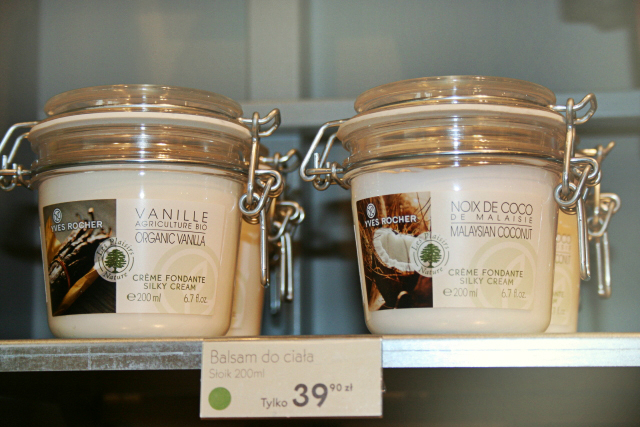 YVES ROCHER
VANILLE
AGRICULTURE BIO
ORGANIC VANILLA
CRÈME FONDANTE
SILKY CREAM
℮200 ml 6.7 fl.oz.
YVES ROCHER
NOIX DE COCO
DE MALAISIE
MALAYSIAN COCONUT
Nature
CRÈME FONDANTE
SILKY CREAM
℮200 ml 6.7 fl.oz.
Balsam do ciała
Słoik 200ml
Tylko 39 90 zł